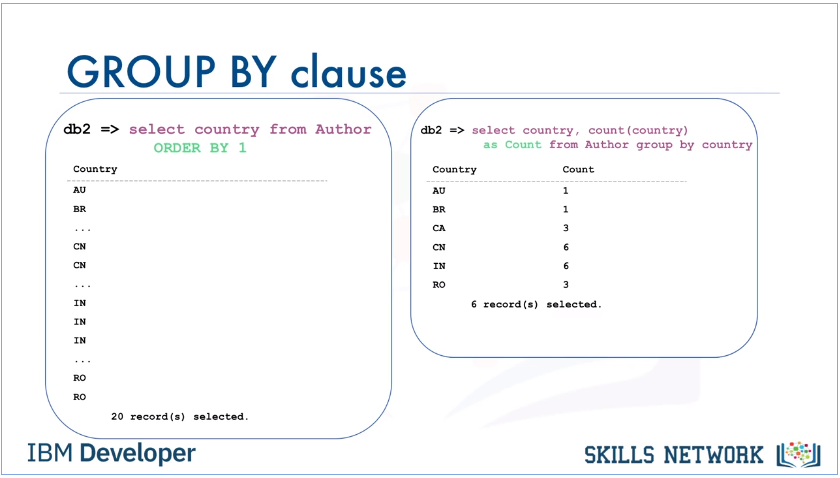 GROUP BY clause
db2 => select country from Author
ORDER BY 1
Country
AU
BR
...
CN
CN
...
IN
IN
IN
...
RO
RO
20 record(s) selected.
db2 => select country, count(country)
as Count from Author group by country
Country Count
AU 1
BR 1
CA 3
CN 6
IN 6
RO 3
6 record(s) selected.
IBM Developer
SKILLS NETWORK